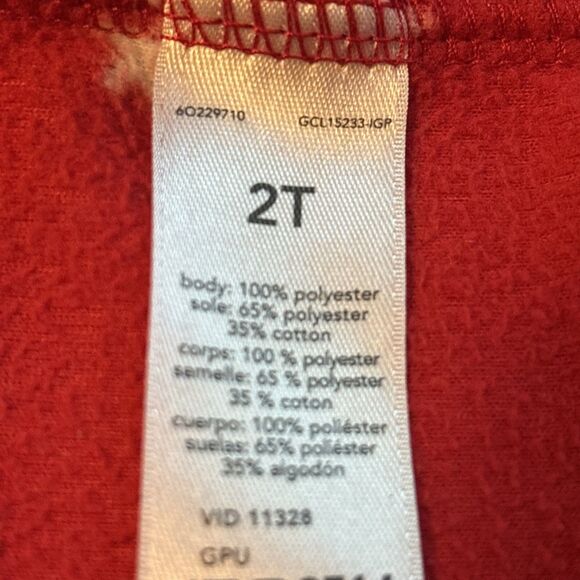 6O229710 GCL15233-IGP
2T
body: 100% polyester
sole: 65% polyester
35% cotton
corps: 100 % polyester
semelle: 65 % polyester
35 % coton
cuerpo: 100% poliéster
suelas: 65% poliéster
35% algodón
VID 11328
GPU